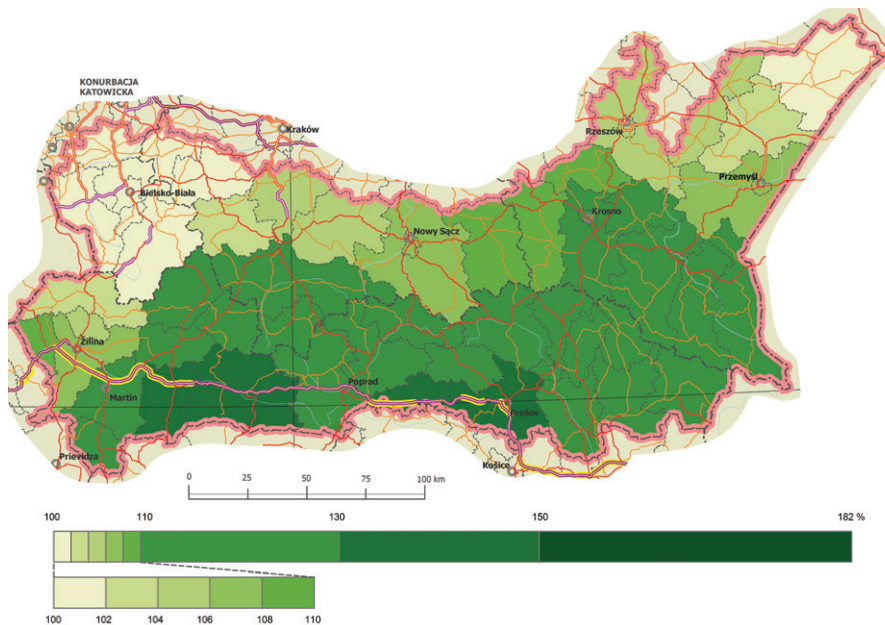 KONURBACJA
KATOWICKA
Kraków
Rzeszów
Bielsko-Biała
Przemyśl
Krosno
Nowy Sącz
Žilina
Poprad
Martin
Prešov
Prievidza
Košice
0 25 50 75 100 km
100 110 130 150 182 %
100 102 104 106 108 110